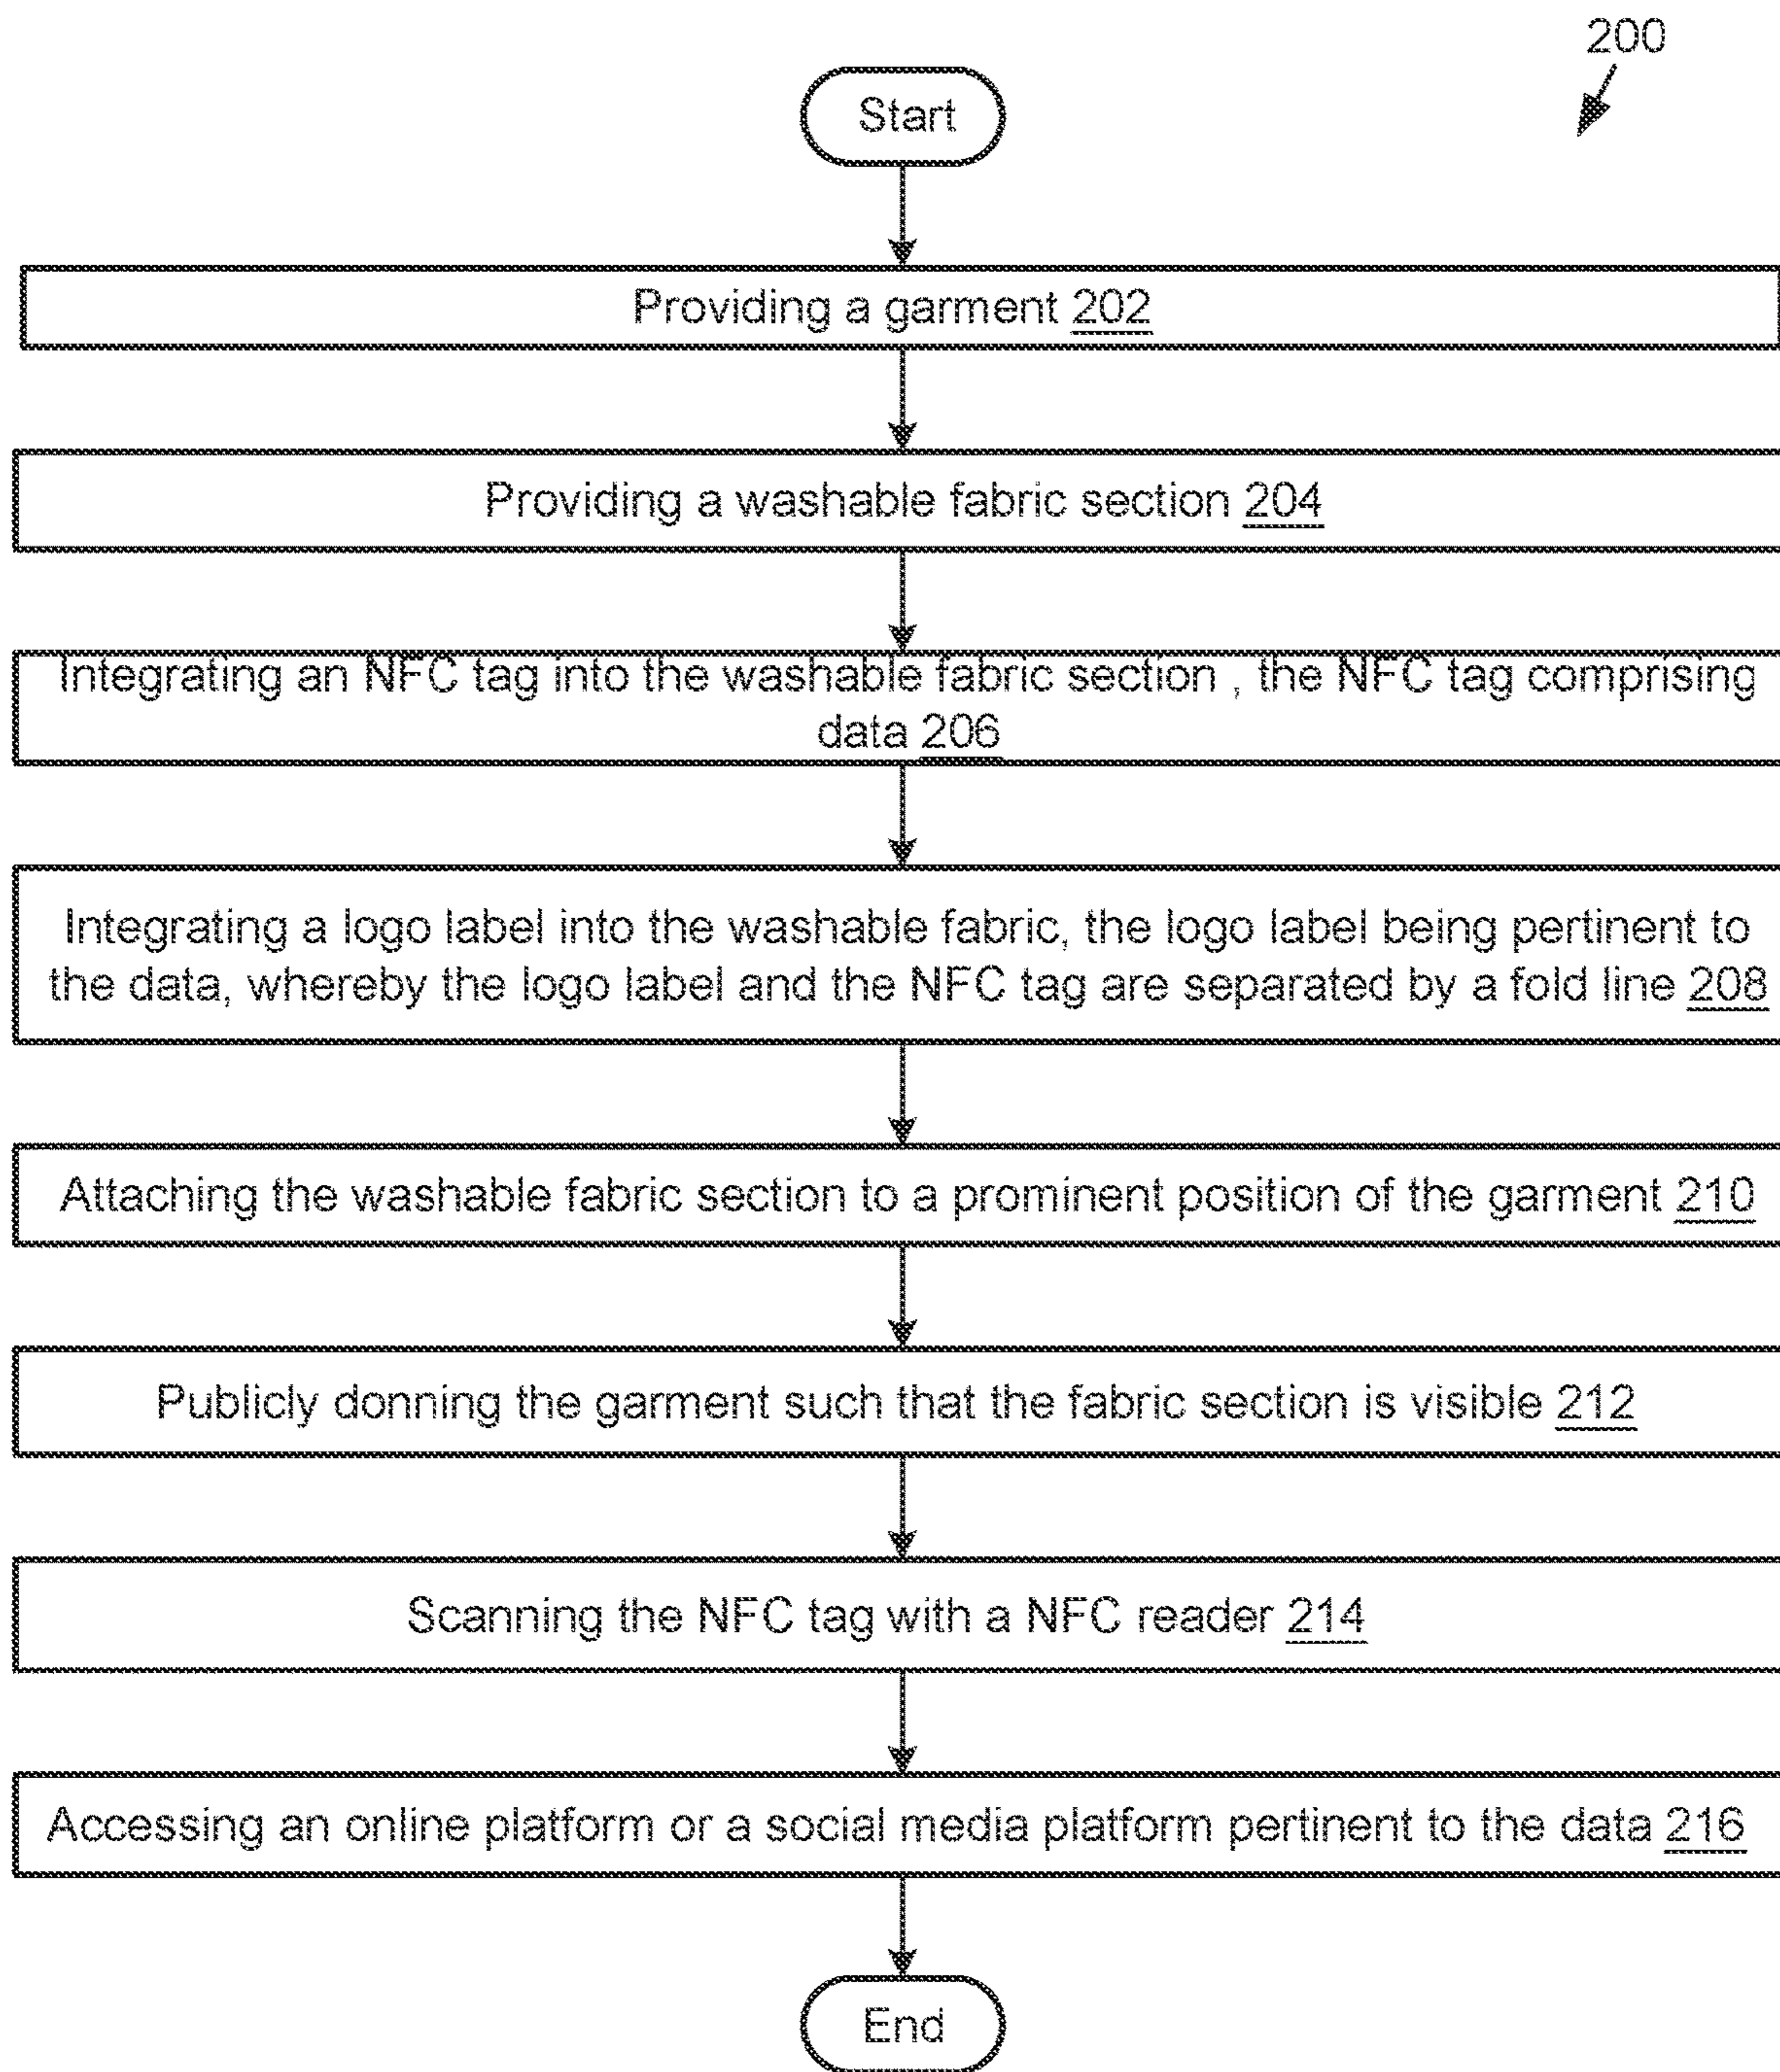 200
Start
Providing a garment 202
Providing a washable fabric section 204
Integrating an NFC tag into the washable fabric section , the NFC tag comprising
data 206
Integrating a logo label into the washable fabric, the logo label being pertinent to
the data, whereby the logo label and the NFC tag are separated by a fold line 208
Attaching the washable fabric section to a prominent position of the garment 210
Publicly donning the garment such that the fabric section is visible 212
Scanning the NFC tag with a NFC reader 214
Accessing an online platform or a social media platform pertinent to the data 216
End